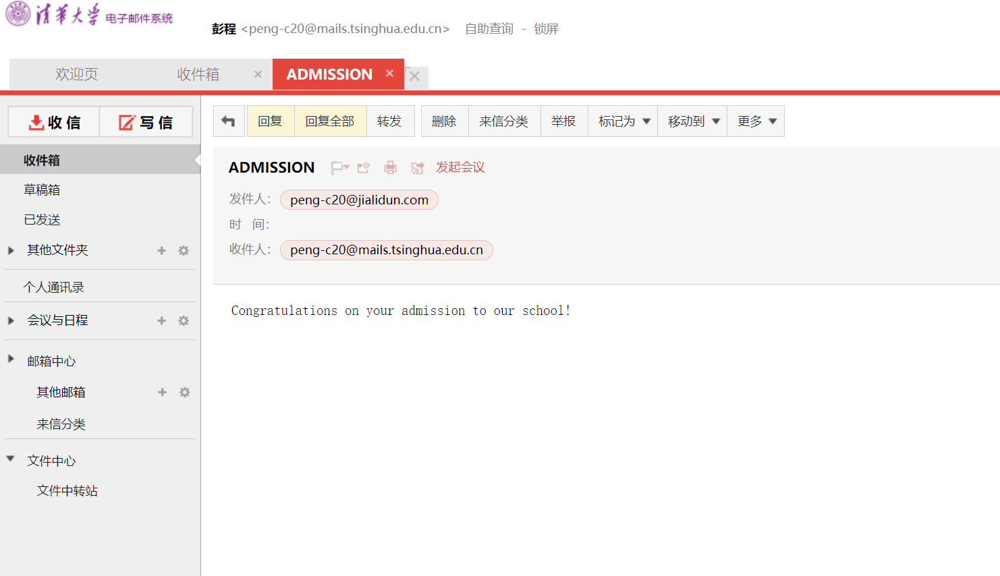 清华大学 电子邮件系统
彭程 <peng-c20@mails.tsinghua.edu.cn> 自助查询 - 锁屏
欢迎页 收件箱 ADMISSION
收信 写信
回复 回复全部 转发 删除 来信分类 举报 标记为 移动到 更多
收件箱
草稿箱
已发送
其他文件夹
个人通讯录
会议与日程
邮箱中心
其他邮箱
来信分类
文件中心
文件中转站
ADMISSION 发起会议
发件人: peng-c20@jialidun.com
时 间:
收件人: peng-c20@mails.tsinghua.edu.cn
Congratulations on your admission to our school!